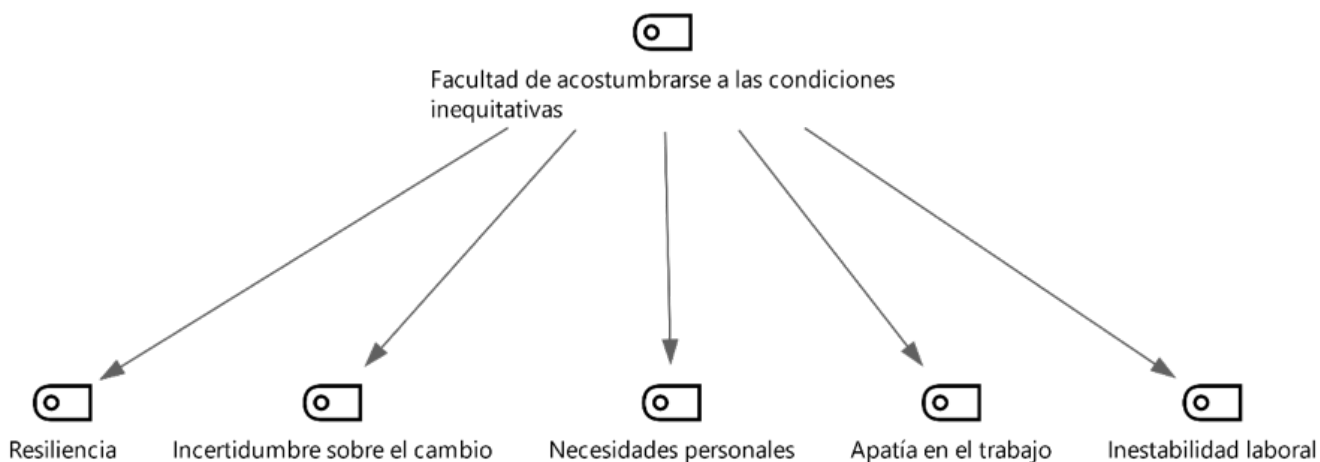 Facultad de acostumbrarse a las condiciones
inequitativas
Resiliencia
Incertidumbre sobre el cambio
Necesidades personales
Apatía en el trabajo
Inestabilidad laboral